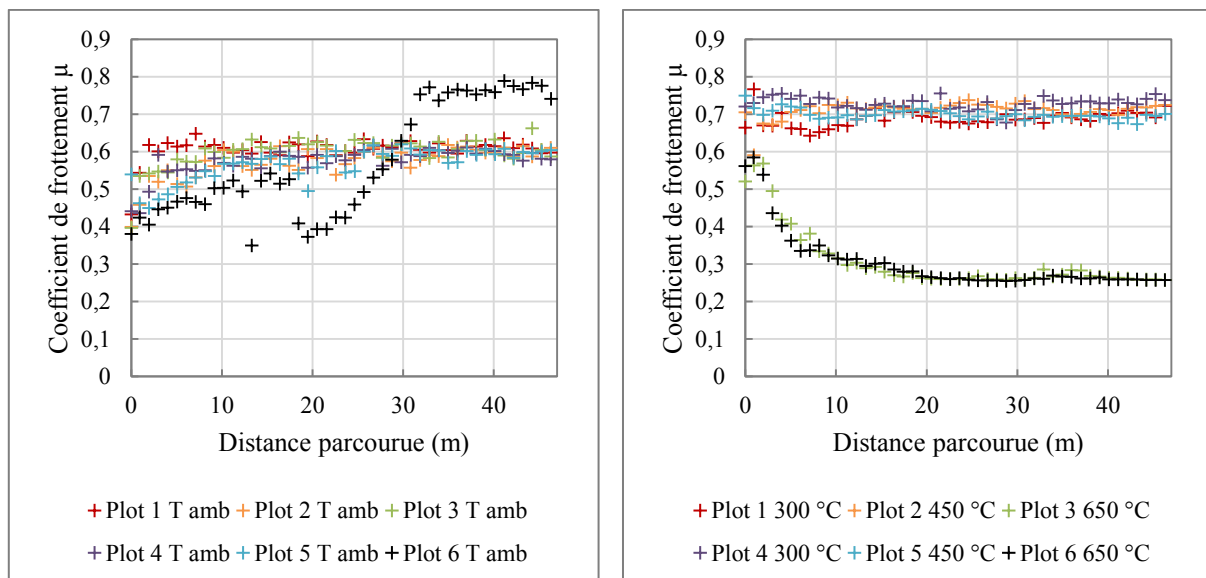 0,9
0,8
0,7
0,6
0,5
0,4
0,3
0,2
0,1
0
Coefficient de frottement µ
0 10 20 30 40
Distance parcourue (m)
Plot 1 T amb Plot 2 T amb Plot 3 T amb
Plot 4 T amb Plot 5 T amb Plot 6 T amb
0,9
0,8
0,7
0,6
0,5
0,4
0,3
0,2
0,1
0
Coefficient de frottement µ
0 10 20 30 40
Distance parcourue (m)
Plot 1 300 °C Plot 2 450 °C Plot 3 650 °C
Plot 4 300 °C Plot 5 450 °C Plot 6 650 °C